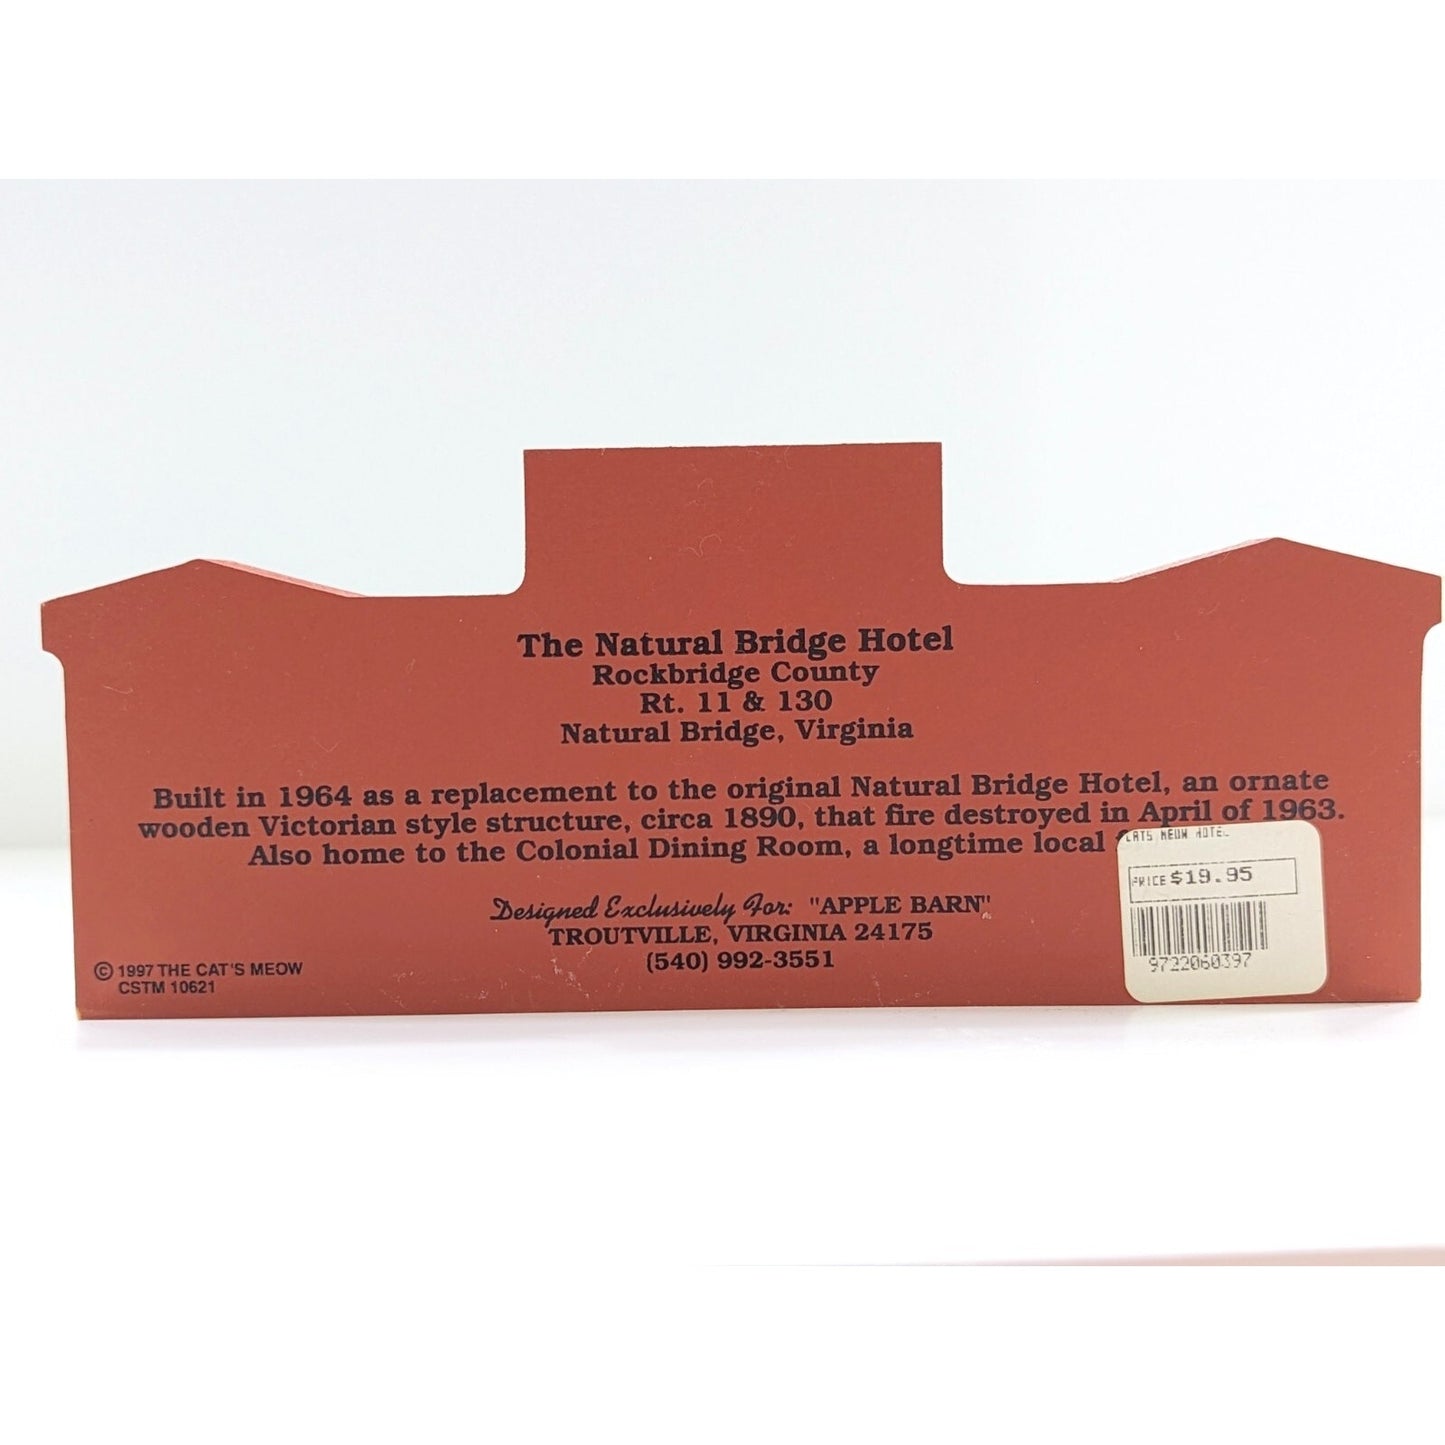 The Natural Bridge Hotel
Rockbridge County
Rt. 11 & 130
Natural Bridge, Virginia
Built in 1964 as a replacement to the original Natural Bridge Hotel, an ornate
wooden Victorian style structure, circa 1890, that fire destroyed in April of 1963.
Also home to the Colonial Dining Room, a longtime local
Designed Exclusively For: "APPLE BARN"
TROUTVILLE, VIRGINIA 24175
(540) 992-3551
© 1997 THE CAT'S MEOW
CSTM 10621
CATS MEOW HOTEL
PRICE $19.95
9722060397